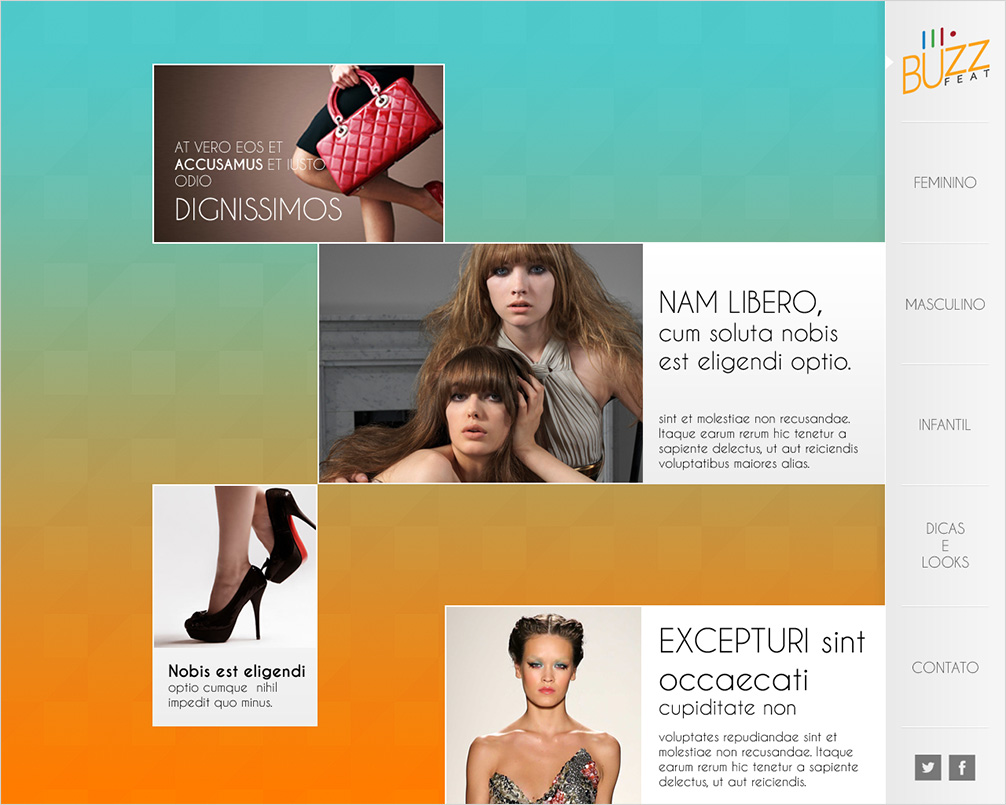 AT VERO EOS ET
ACCUSAMUS ET IUSTO
ODIO
DIGNISSIMOS
NAM LIBERO,
cum soluta nobis
est eligendi optio.
sint et molestiae non recusandae.
Itaque earum rerum hic tenetur a
sapiente delectus, ut aut reiciendis
voluptatibus maiores alias.
Nobis est eligendi
optio cumque nihil
impedit quo minus.
EXCEPTURI sint
occaecati
cupiditate non
voluptates repudiandae sint et
molestiae non recusandae. Itaque
earum rerum hic tenetur a sapiente
delectus, ut aut reiciendis.
BUZZ
FEAT
FEMININO
MASCULINO
INFANTIL
DICAS
E
LOOKS
CONTATO